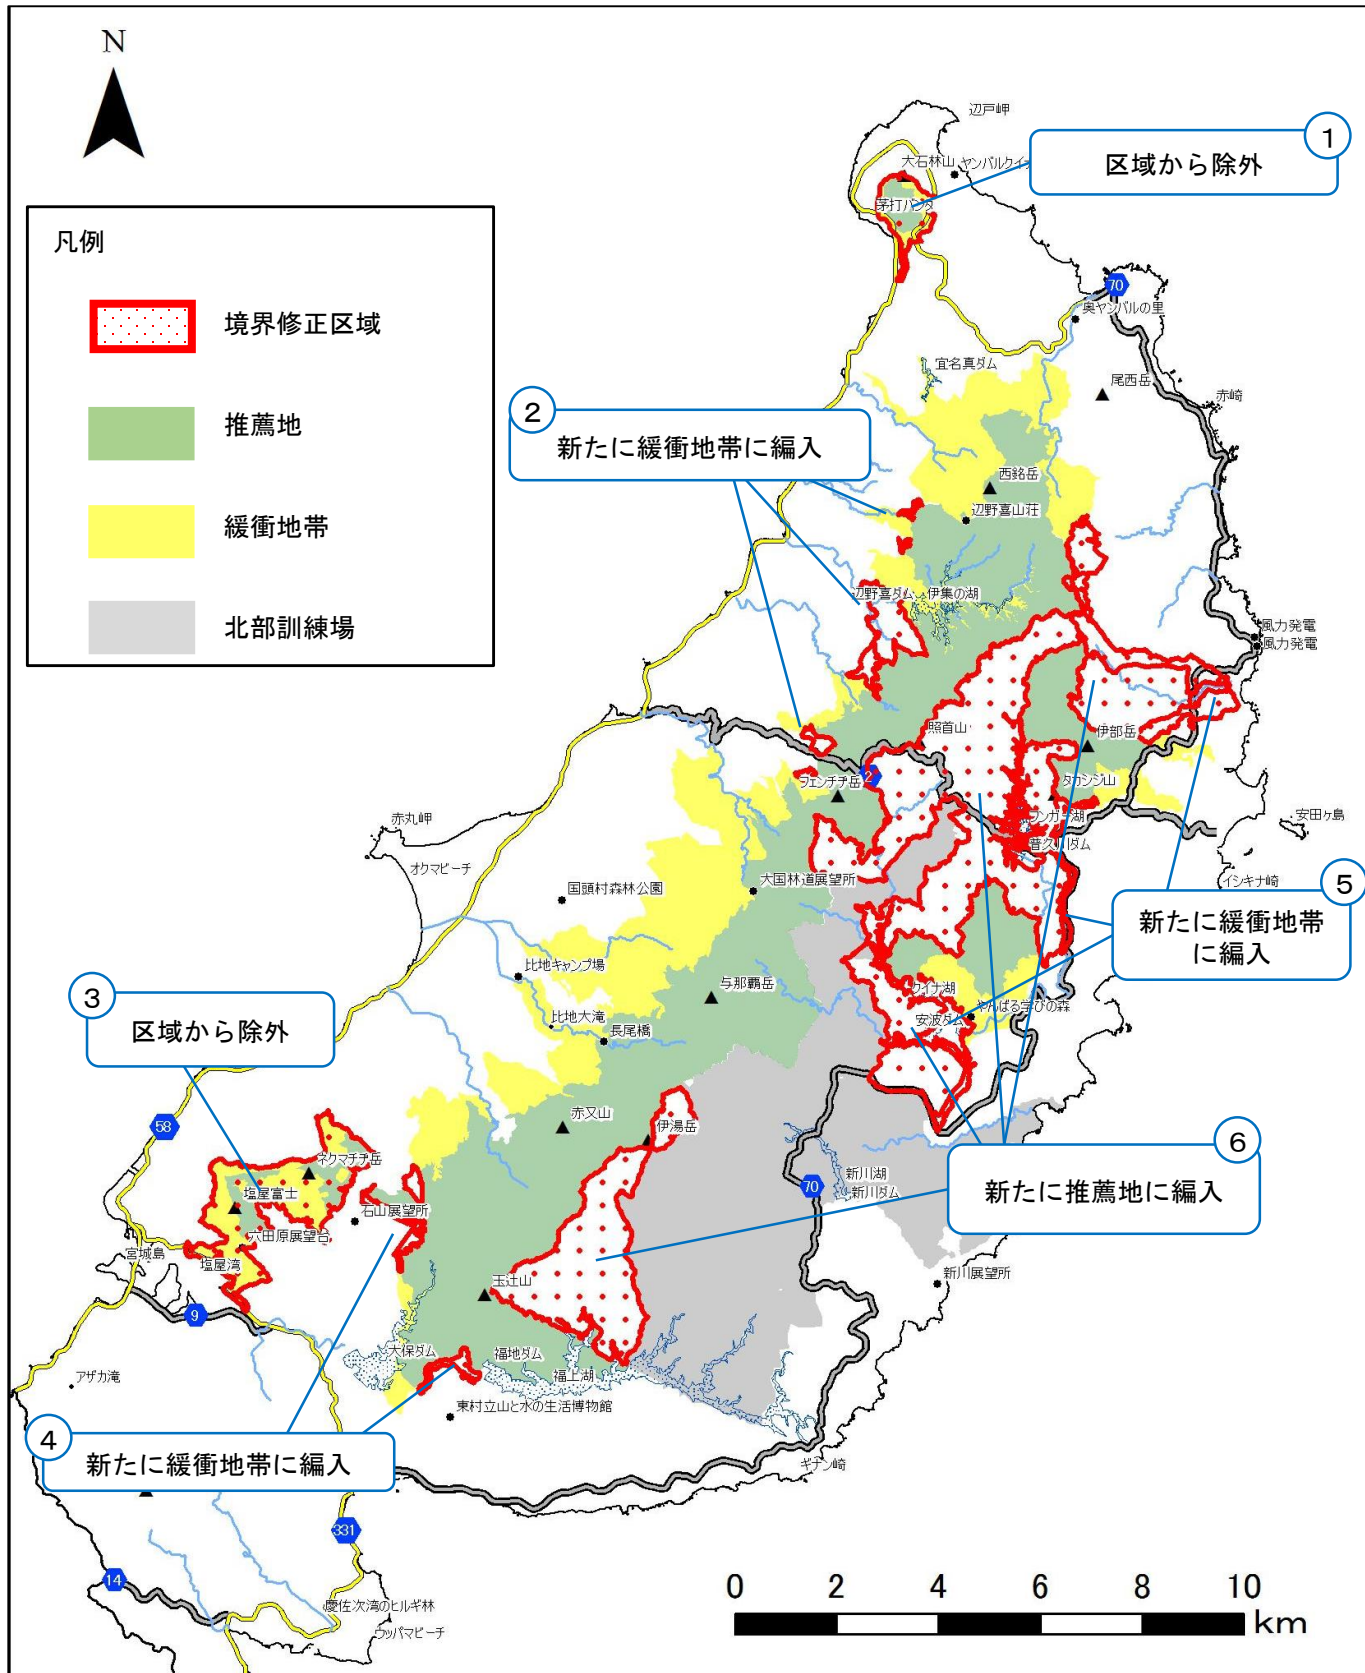 N
辺戸岬
1
大石林山
区域から除外
茅打バンタ
凡例
境界修正区域
推薦地
緩衝地帯
北部訓練場
70
奥ヤンバルの里
宜名真ダム
尾西岳
赤崎
2
新たに緩衝地帯に編入
西銘岳
辺野喜山荘
辺野喜ダム
伊集の湖
風力発電
風力発電
照首山
伊部岳
2
フェンチヂ岳
タカシジ山
フンガー湖
普久川ダム
安田ヶ島
赤丸岬
オクマビーチ
国頭村森林公園
大国林道展望所
イシキナ崎
5
新たに緩衝地帯
に編入
比地キャンプ場
与那覇岳
クイナ湖
安波ダム
やんばる学びの森
3
区域から除外
比地大滝
長尾橋
58
赤又山
伊湯岳
6
新たに推薦地に編入
ネクマチヂ岳
塩屋富士
石山展望所
六田原展望台
70
新川湖
新川ダム
宮城島
塩屋湾
新川展望所
玉辻山
9
大保ダム
福地ダム
福上湖
アザカ滝
東村立山と水の生活博物館
4
新たに緩衝地帯に編入
ギナン崎
331
14
慶佐次湾のヒルギ林
ウッパマビーチ
0 2 4 6 8 10
km